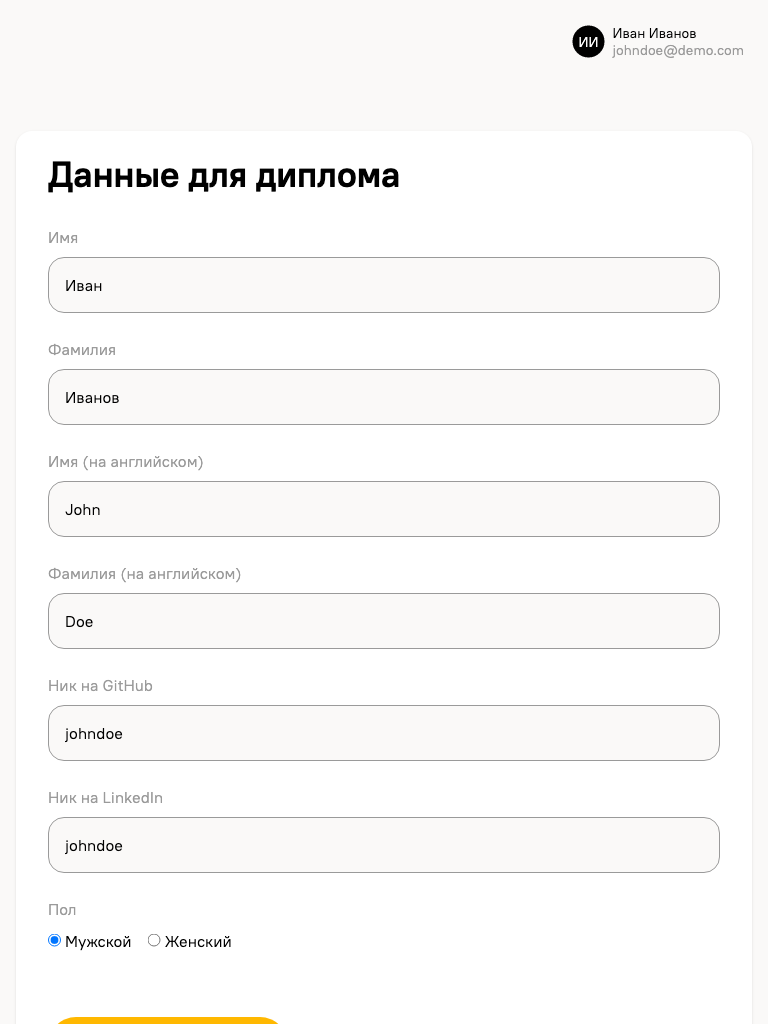 ИИ
Иван Иванов
johndoe@demo.com
Данные для диплома
Имя
Иван
Фамилия
Иванов
Имя (на английском)
John
Фамилия (на английском)
Doe
Ник на GitHub
johndoe
Ник на LinkedIn
johndoe
Пол
Мужской Женский